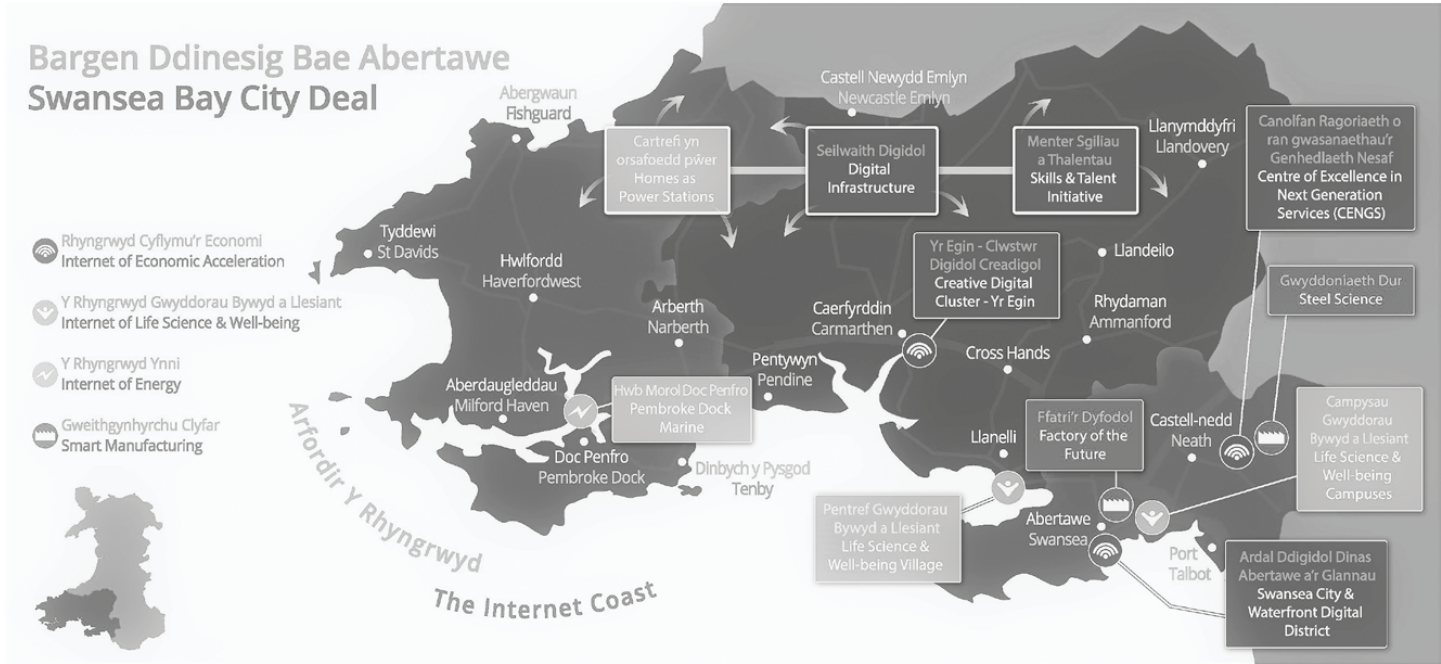 Bargen Ddinesig Bae Abertawe
Swansea Bay City Deal
Abergwaun
Fishguard
Castell Newydd Emlyn
Newcastle Emlyn
Cartrefi yn
orsafoedd pŵer
Homes as
Power Stations
Seilwaith Digidol
Digital
Infrastructure
Menter Sgiliau
a Thalentau
Skills & Talent
Initiative
Llanymddyfri
Llandovery
Canolfan Ragoriaeth o
ran gwasanaethau'r
Genhedlaeth Nesaf
Centre of Excellence in
Next Generation
Services (CENGS)
Rhyngrwyd Cyflymu'r Economi
Internet of Economic Acceleration
Y Rhyngrwyd Gwyddorau Bywyd a Llesiant
Internet of Life Science & Well-being
Y Rhyngrwyd Ynni
Internet of Energy
Gweithgynhyrchu Clyfar
Smart Manufacturing
Tyddewi
St Davids
Hwlfordd
Haverfordwest
Arberth
Narberth
Yr Egin - Clwstwr
Digidol Creadigol
Creative Digital
Cluster - Yr Egin
Llandeilo
Gwyddoniaeth Dur
Steel Science
Caerfyrddin
Carmarthen
Rhydaman
Ammanford
Cross Hands
Pentywyn
Pendine
Aberdaugleddau
Milford Haven
Hwb Morol Doc Penfro
Pembroke Dock
Marine
Doc Penfro
Pembroke Dock
Dinbych y Pysgod
Tenby
Llanelli
Ffatri'r Dyfodol
Factory of the
Future
Castell-nedd
Neath
Campysau
Gwyddorau
Bywyd a Llesiant
Life Science &
Well-being
Campuses
Pentref Gwyddorau
Bywyd a Llesiant
Life Science &
Well-being Village
Abertawe
Swansea
Port
Talbot
Ardal Ddigidol Dinas
Abertawe a'r Glannau
Swansea City &
Waterfront Digital
District
Arfordir Y Rhyngrwyd
The Internet Coast